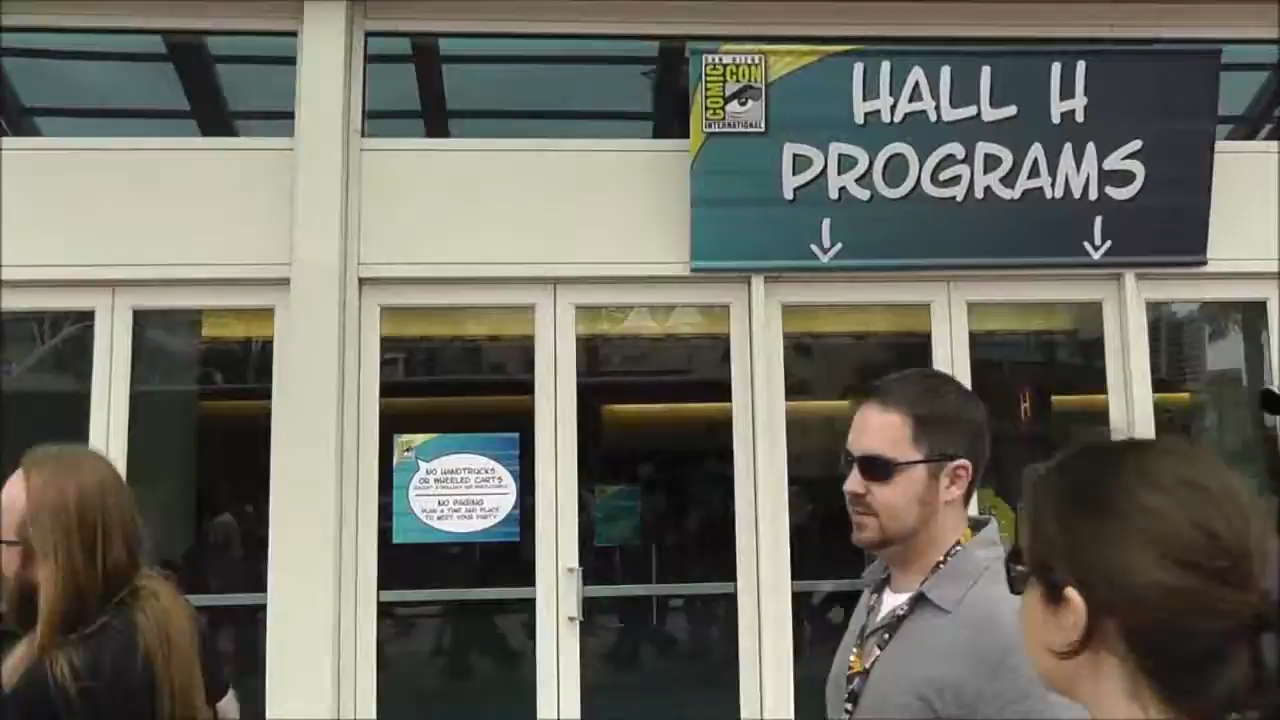 SAN DIEGO
COMIC CON
INTERNATIONAL
HALL H
PROGRAMS
NO HANDTRUCKS
OR WHEELED CARTS
NO PAGING
PLAN A TIME AND PLACE
TO MEET YOUR PARTY
H